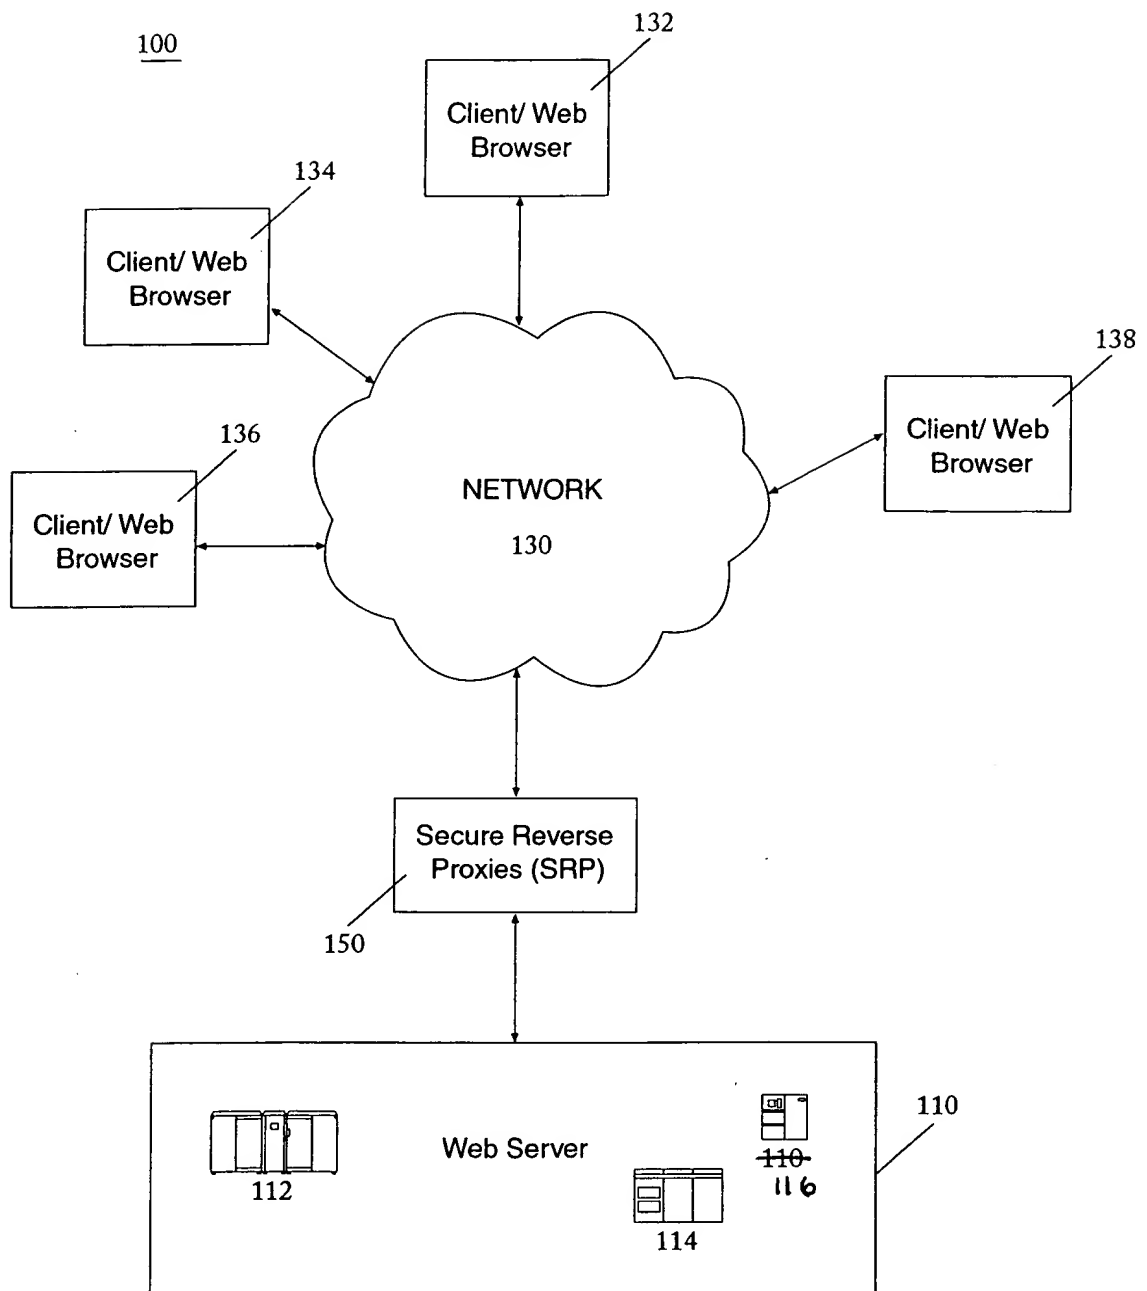 100
132
Client/ Web
Browser
134
Client/ Web
Browser
138
Client/ Web
Browser
136
Client/ Web
Browser
NETWORK
130
Secure Reverse
Proxies (SRP)
150
110
Web Server
112
110
116
114